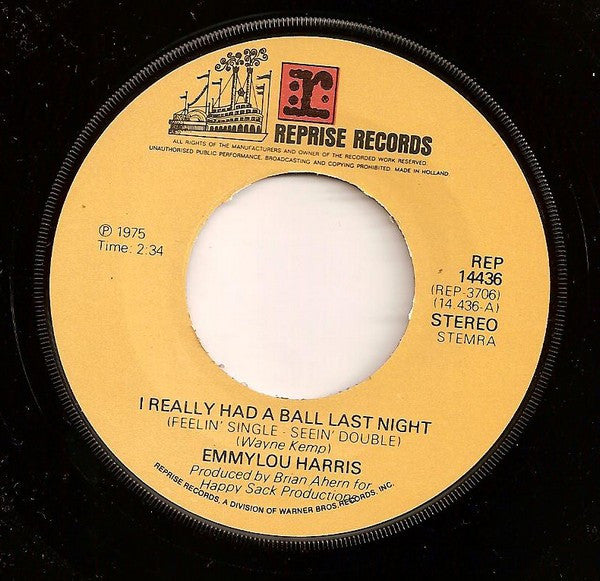 r:
REPRISE RECORDS
ALL RIGHTS OF THE MANUFACTURERS AND OWNER OF THE RECORDED WORK RESERVED.
UNAUTHORISED PUBLIC PERFORMANCE, BROADCASTING AND COPYING PROHIBITED. MADE IN HOLLAND
℗ 1975
Time: 2:34
REP
14436
(REP-3706)
(14 436-A)
STEREO
STEMRA
I REALLY HAD A BALL LAST NIGHT
(FEELIN' SINGLE - SEEIN' DOUBLE)
(Wayne Kemp)
EMMYLOU HARRIS
Produced by Brian Ahern for
Happy Sack Productions
REPRISE RECORDS, A DIVISION OF WARNER BROS. RECORDS, INC.